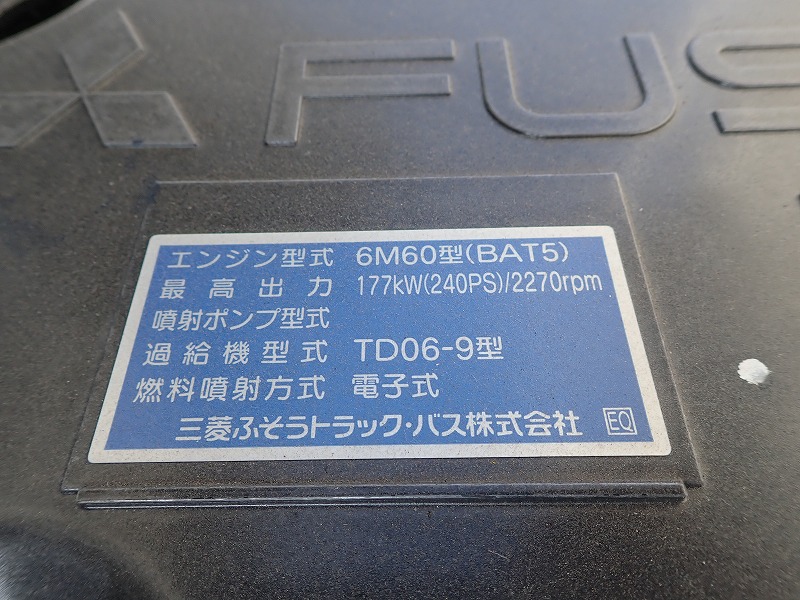 FUS
エンジン型式 6M60型(BAT5)
最高出力 177kW(240PS)/2270rpm
噴射ポンプ型式
過給機型式 TD06-9型
燃料噴射方式 電子式
三菱ふそうトラック・バス株式会社 EQ